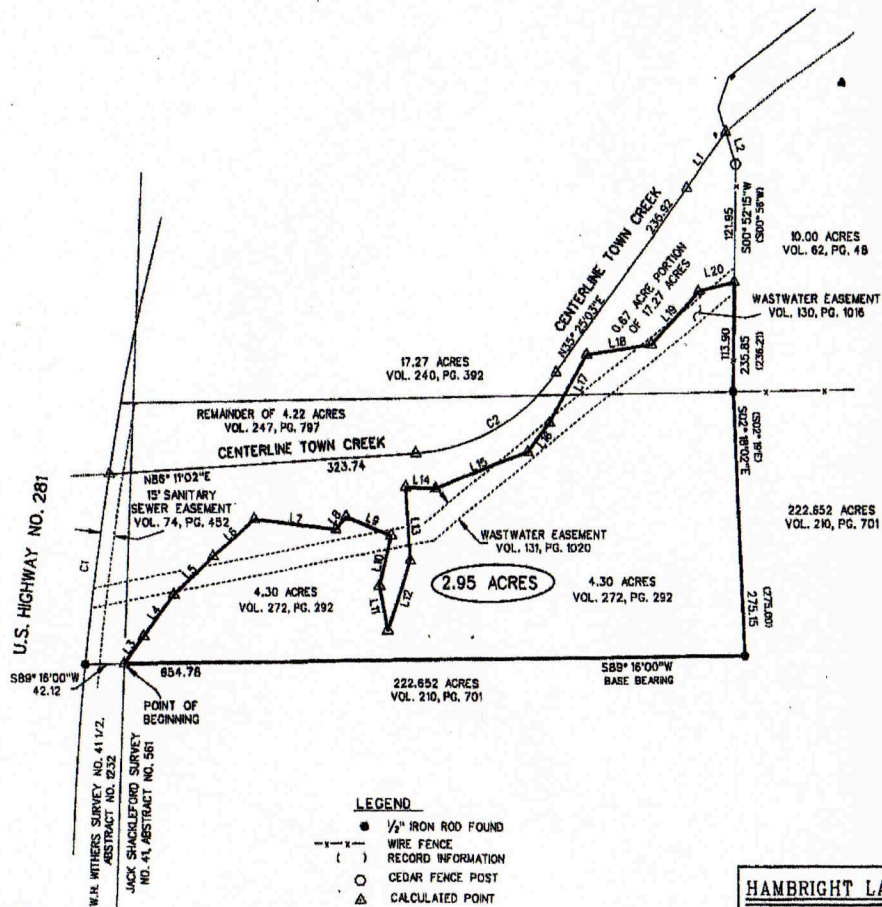 L1
L2
CENTERLINE TOWN CREEK
236.92
N35° 25'03"E
121.95
S00° 52'15"W
(S00° 56'W)
10.00 ACRES
VOL. 62, PG. 48
0.67 ACRE PORTION
OF 17.27 ACRES
L20
L19
L18
L17
L16
WASTWATER EASEMENT
VOL. 130, PG. 1016
113.90
235.85
(236.21)
17.27 ACRES
VOL. 240, PG. 392
REMAINDER OF 4.22 ACRES
VOL. 247, PG. 797
C2
CENTERLINE TOWN CREEK
323.74
N86° 11'02"E
15' SANITARY
SEWER EASEMENT
VOL. 74, PG. 452
S02° 18'02"E
(S02° 19'E)
222.652 ACRES
VOL. 210, PG. 701
L14
L15
L13
L12
L11
L10
L9
L8
L7
L6
L5
L4
L3
C1
U.S. HIGHWAY NO. 281
WASTWATER EASEMENT
VOL. 131, PG. 1020
4.30 ACRES
VOL. 272, PG. 292
2.95 ACRES
4.30 ACRES
VOL. 272, PG. 292
275.15
(275.00)
S89° 16'00"W
42.12
654.76
S89° 16'00"W
BASE BEARING
POINT OF
BEGINNING
222.652 ACRES
VOL. 210, PG. 701
W.H. WITHERS SURVEY NO. 41 1/2,
ABSTRACT NO. 1232
JACK SHACKLEFORD SURVEY
NO. 41, ABSTRACT NO. 561
LEGEND
1/2" IRON ROD FOUND
WIRE FENCE
( ) RECORD INFORMATION
CEDAR FENCE POST
CALCULATED POINT
HAMBRIGHT LA